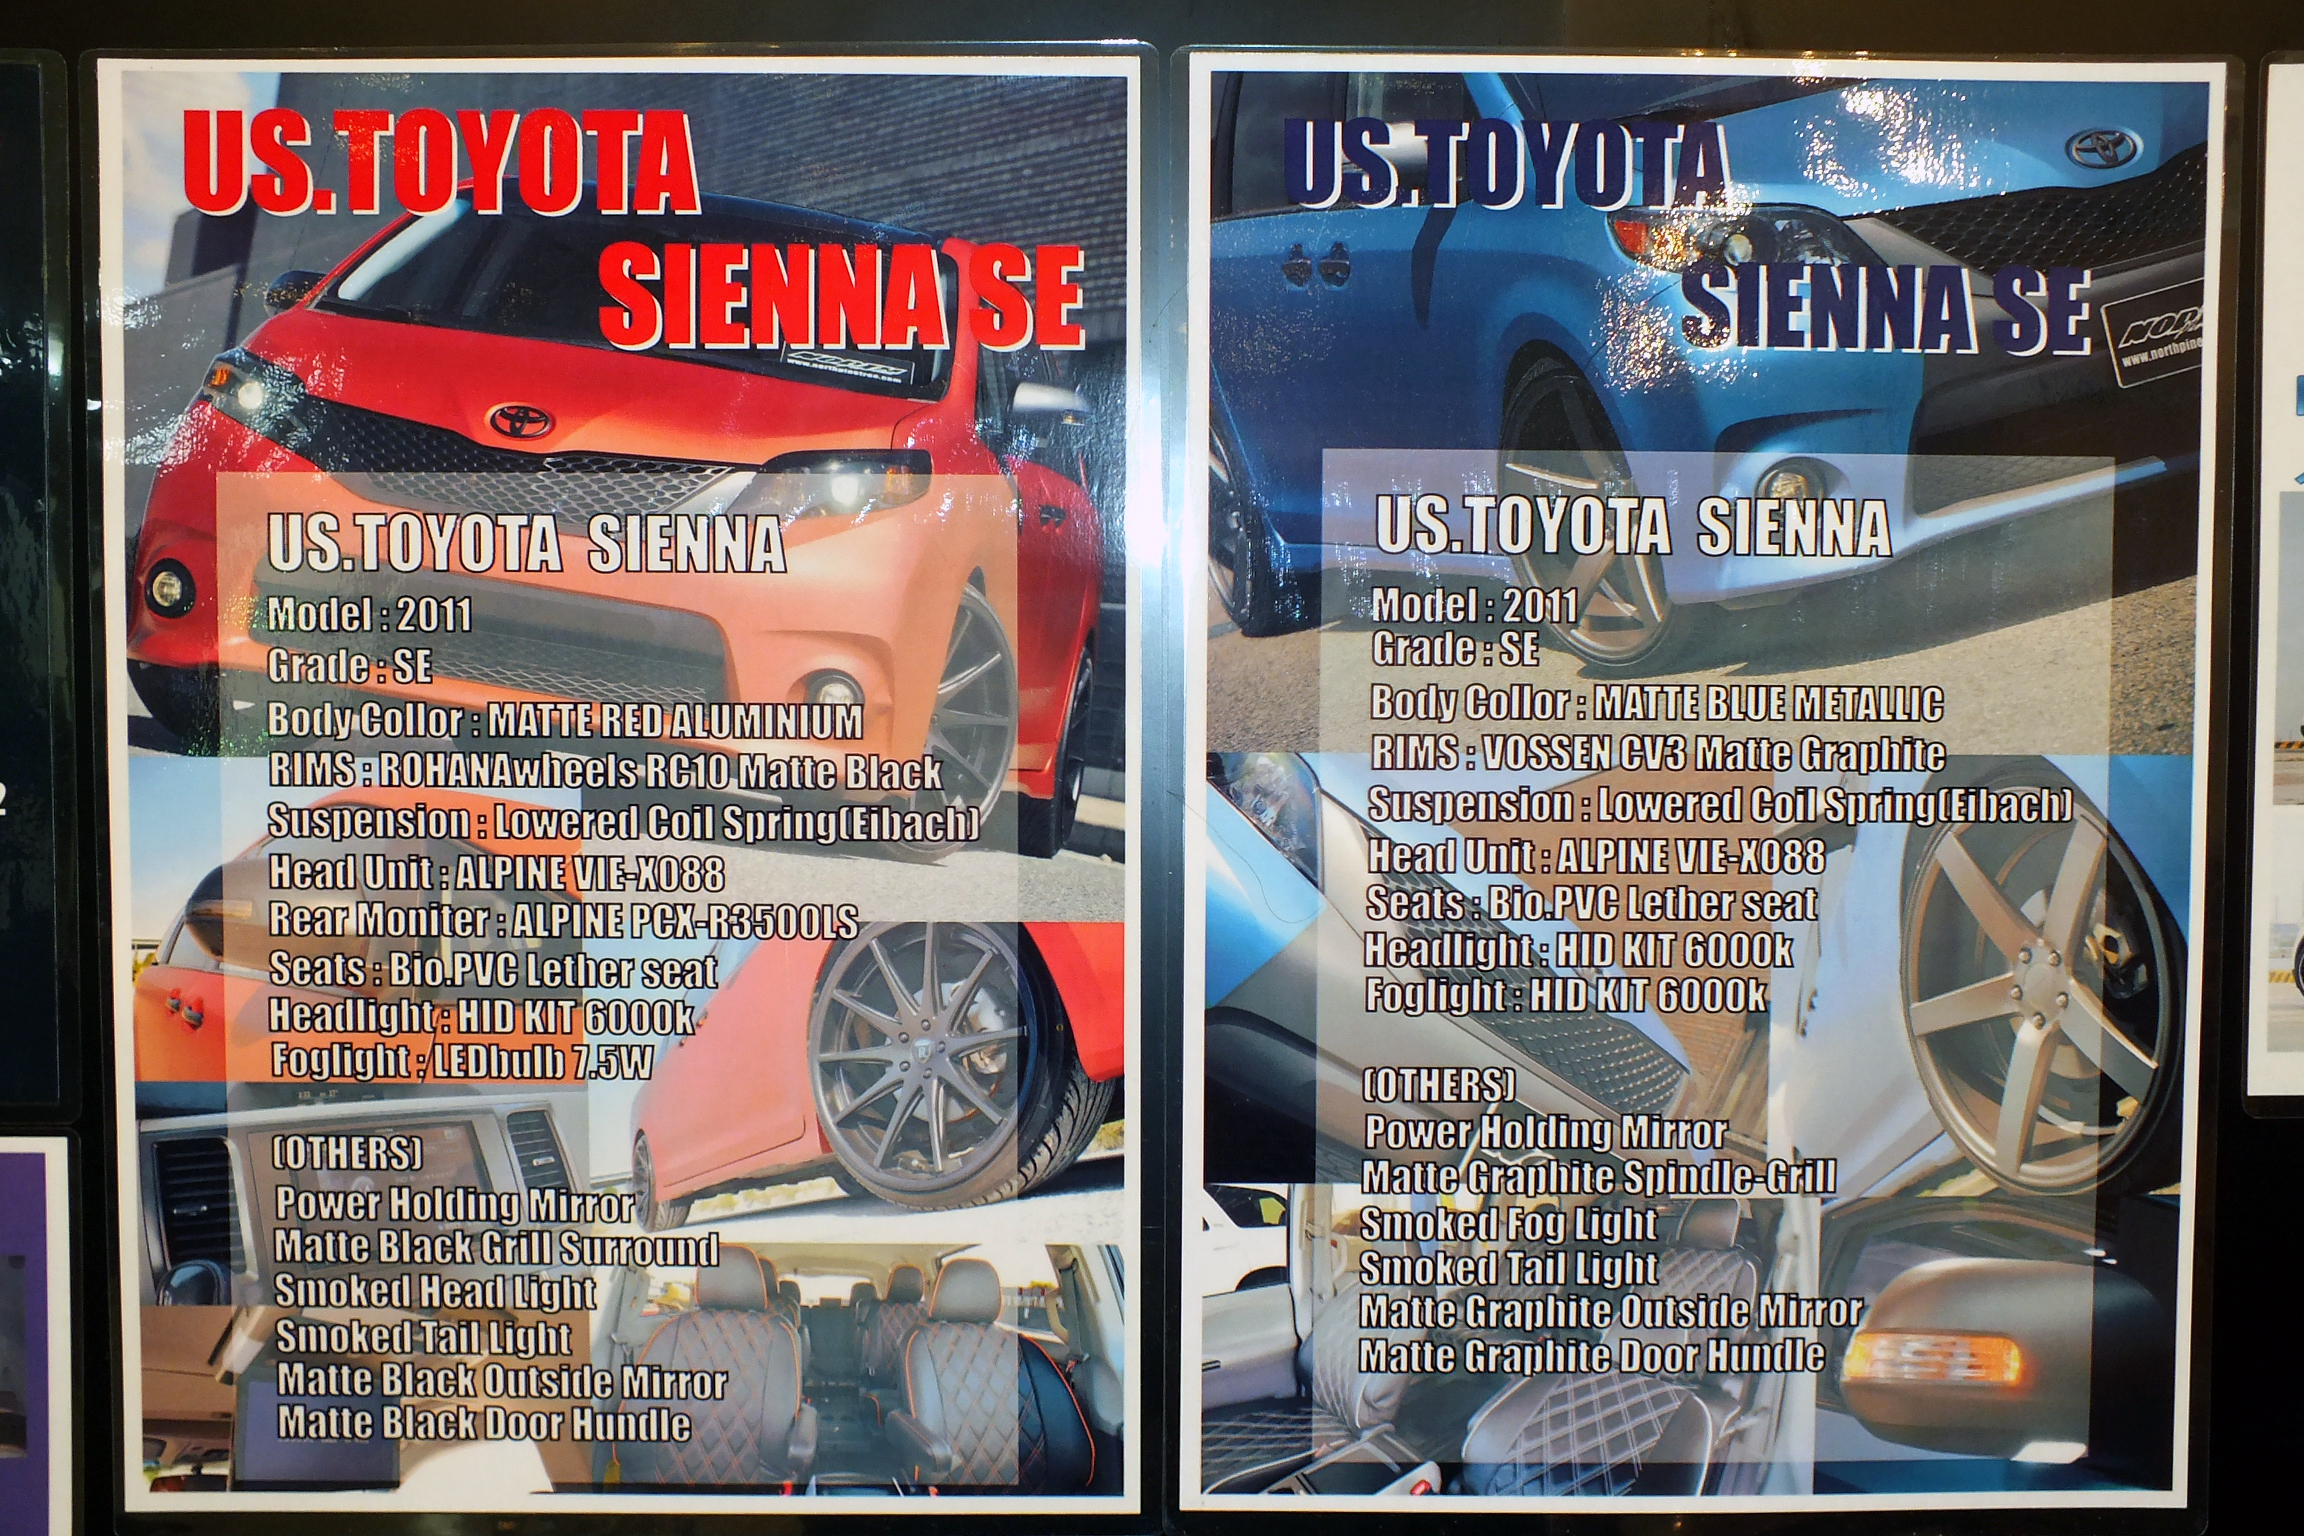 US.TOYOTA
SIENNA SE
US.TOYOTA SIENNA
Model : 2011
Grade : SE
Body Collor : MATTE RED ALUMINIUM
RIMS : ROHANAwheels RC10 Matte Black
Suspension : Lowered Coil Spring(Eibach)
Head Unit : ALPINE VIE-X088
Rear Moniter : ALPINE PCX-R3500LS
Seats : Bio.PVC Lether seat
Headlight : HID KIT 6000k
Foglight : LEDbulb 7.5W
(OTHERS)
Power Holding Mirror
Matte Black Grill Surround
Smoked Head Light
Smoked Tail Light
Matte Black Outside Mirror
Matte Black Door Hundle
US.TOYOTA
SIENNA SE
US.TOYOTA SIENNA
Model : 2011
Grade : SE
Body Collor : MATTE BLUE METALLIC
RIMS : VOSSEN CV3 Matte Graphite
Suspension : Lowered Coil Spring(Eibach)
Head Unit : ALPINE VIE-X088
Seats : Bio.PVC Lether seat
Headlight : HID KIT 6000k
Foglight : HID KIT 6000k
(OTHERS)
Power Holding Mirror
Matte Graphite Spindle-Grill
Smoked Fog Light
Smoked Tail Light
Matte Graphite Outside Mirror
Matte Graphite Door Hundle